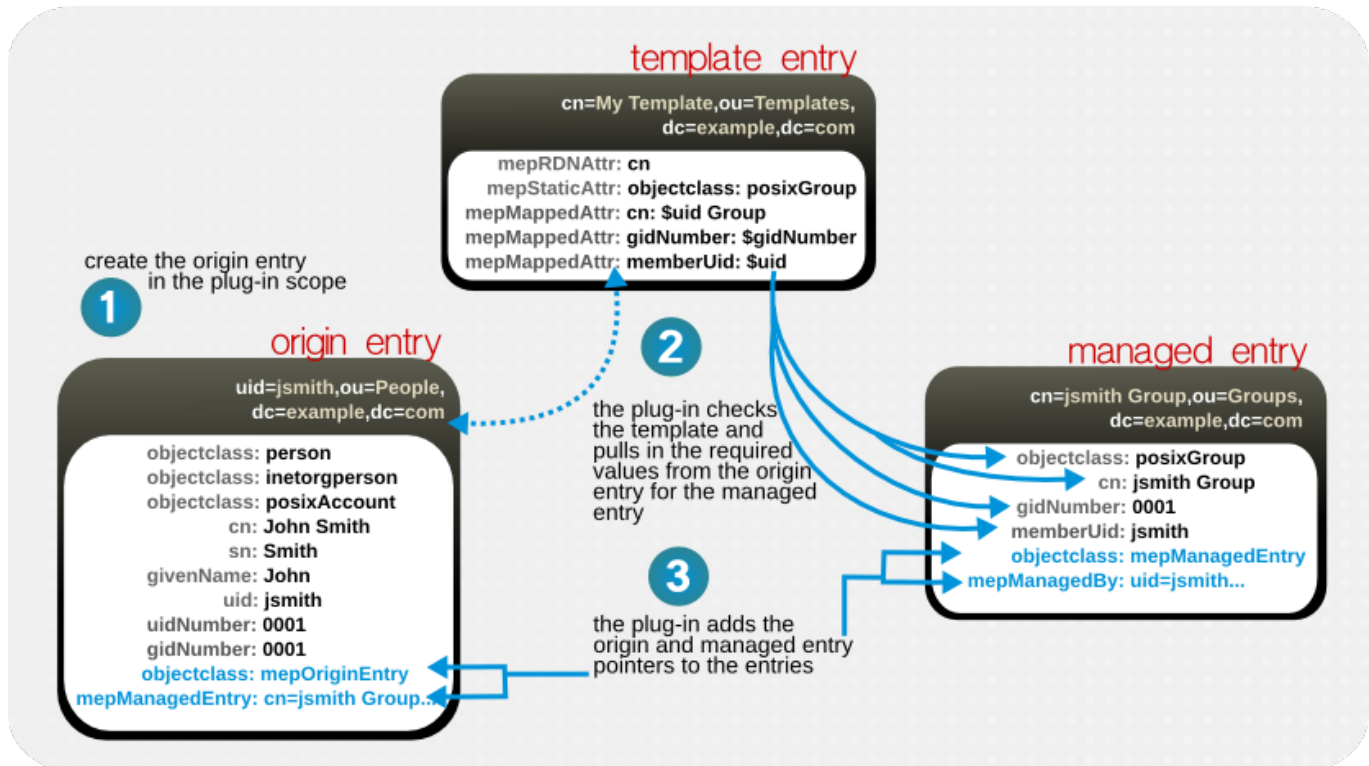 template entry
cn=My Template,ou=Templates,
dc=example,dc=com
mepRDNAttr: cn
mepStaticAttr: objectclass: posixGroup
mepMappedAttr: cn: $uid Group
mepMappedAttr: gidNumber: $gidNumber
mepMappedAttr: memberUid: $uid
create the origin entry
in the plug-in scope
1
origin entry
uid=jsmith,ou=People,
dc=example,dc=com
objectclass: person
objectclass: inetorgperson
objectclass: posixAccount
cn: John Smith
sn: Smith
givenName: John
uid: jsmith
uidNumber: 0001
gidNumber: 0001
objectclass: mepOriginEntry
mepManagedEntry: cn=jsmith Group...
2
the plug-in checks
the template and
pulls in the required
values from the origin
entry for the managed
entry
3
the plug-in adds the
origin and managed entry
pointers to the entries
managed entry
cn=jsmith Group,ou=Groups,
dc=example,dc=com
objectclass: posixGroup
cn: jsmith Group
gidNumber: 0001
memberUid: jsmith
objectclass: mepManagedEntry
mepManagedBy: uid=jsmith...